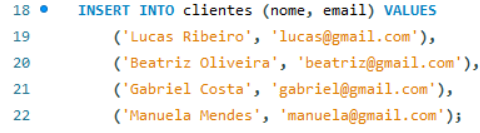 18 INSERT INTO clientes (nome, email) VALUES
19 ('Lucas Ribeiro', 'lucas@gmail.com'),
20 ('Beatriz Oliveira', 'beatriz@gmail.com'),
21 ('Gabriel Costa', 'gabriel@gmail.com'),
22 ('Manuela Mendes', 'manuela@gmail.com');